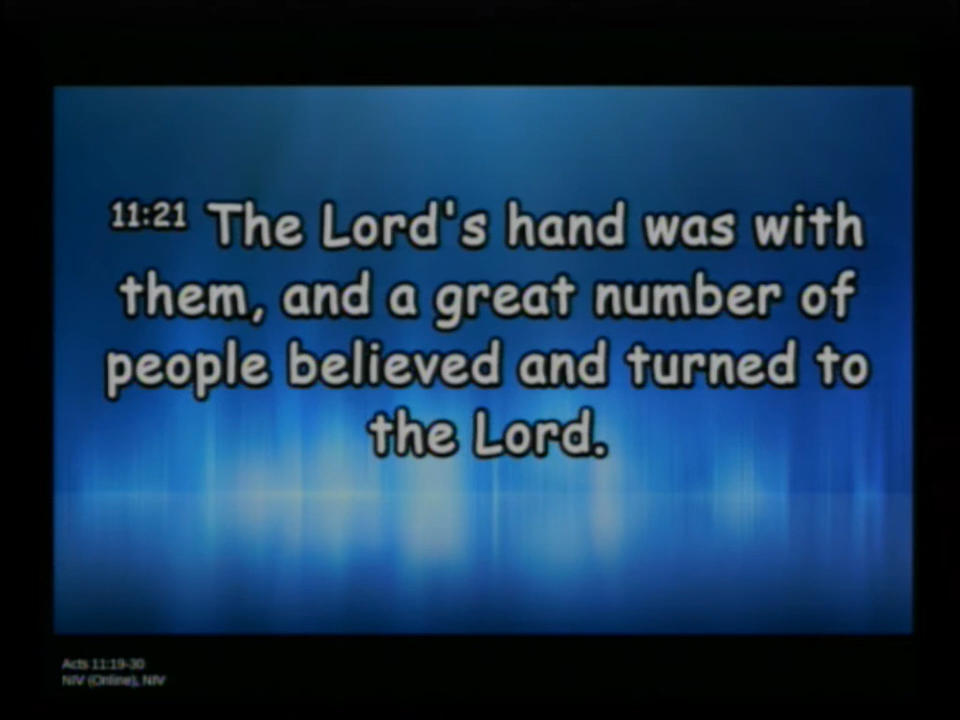 11:21 The Lord's hand was with
them, and a great number of
people believed and turned to
the Lord.
Acts 11:19-30
NIV (Online), NIV